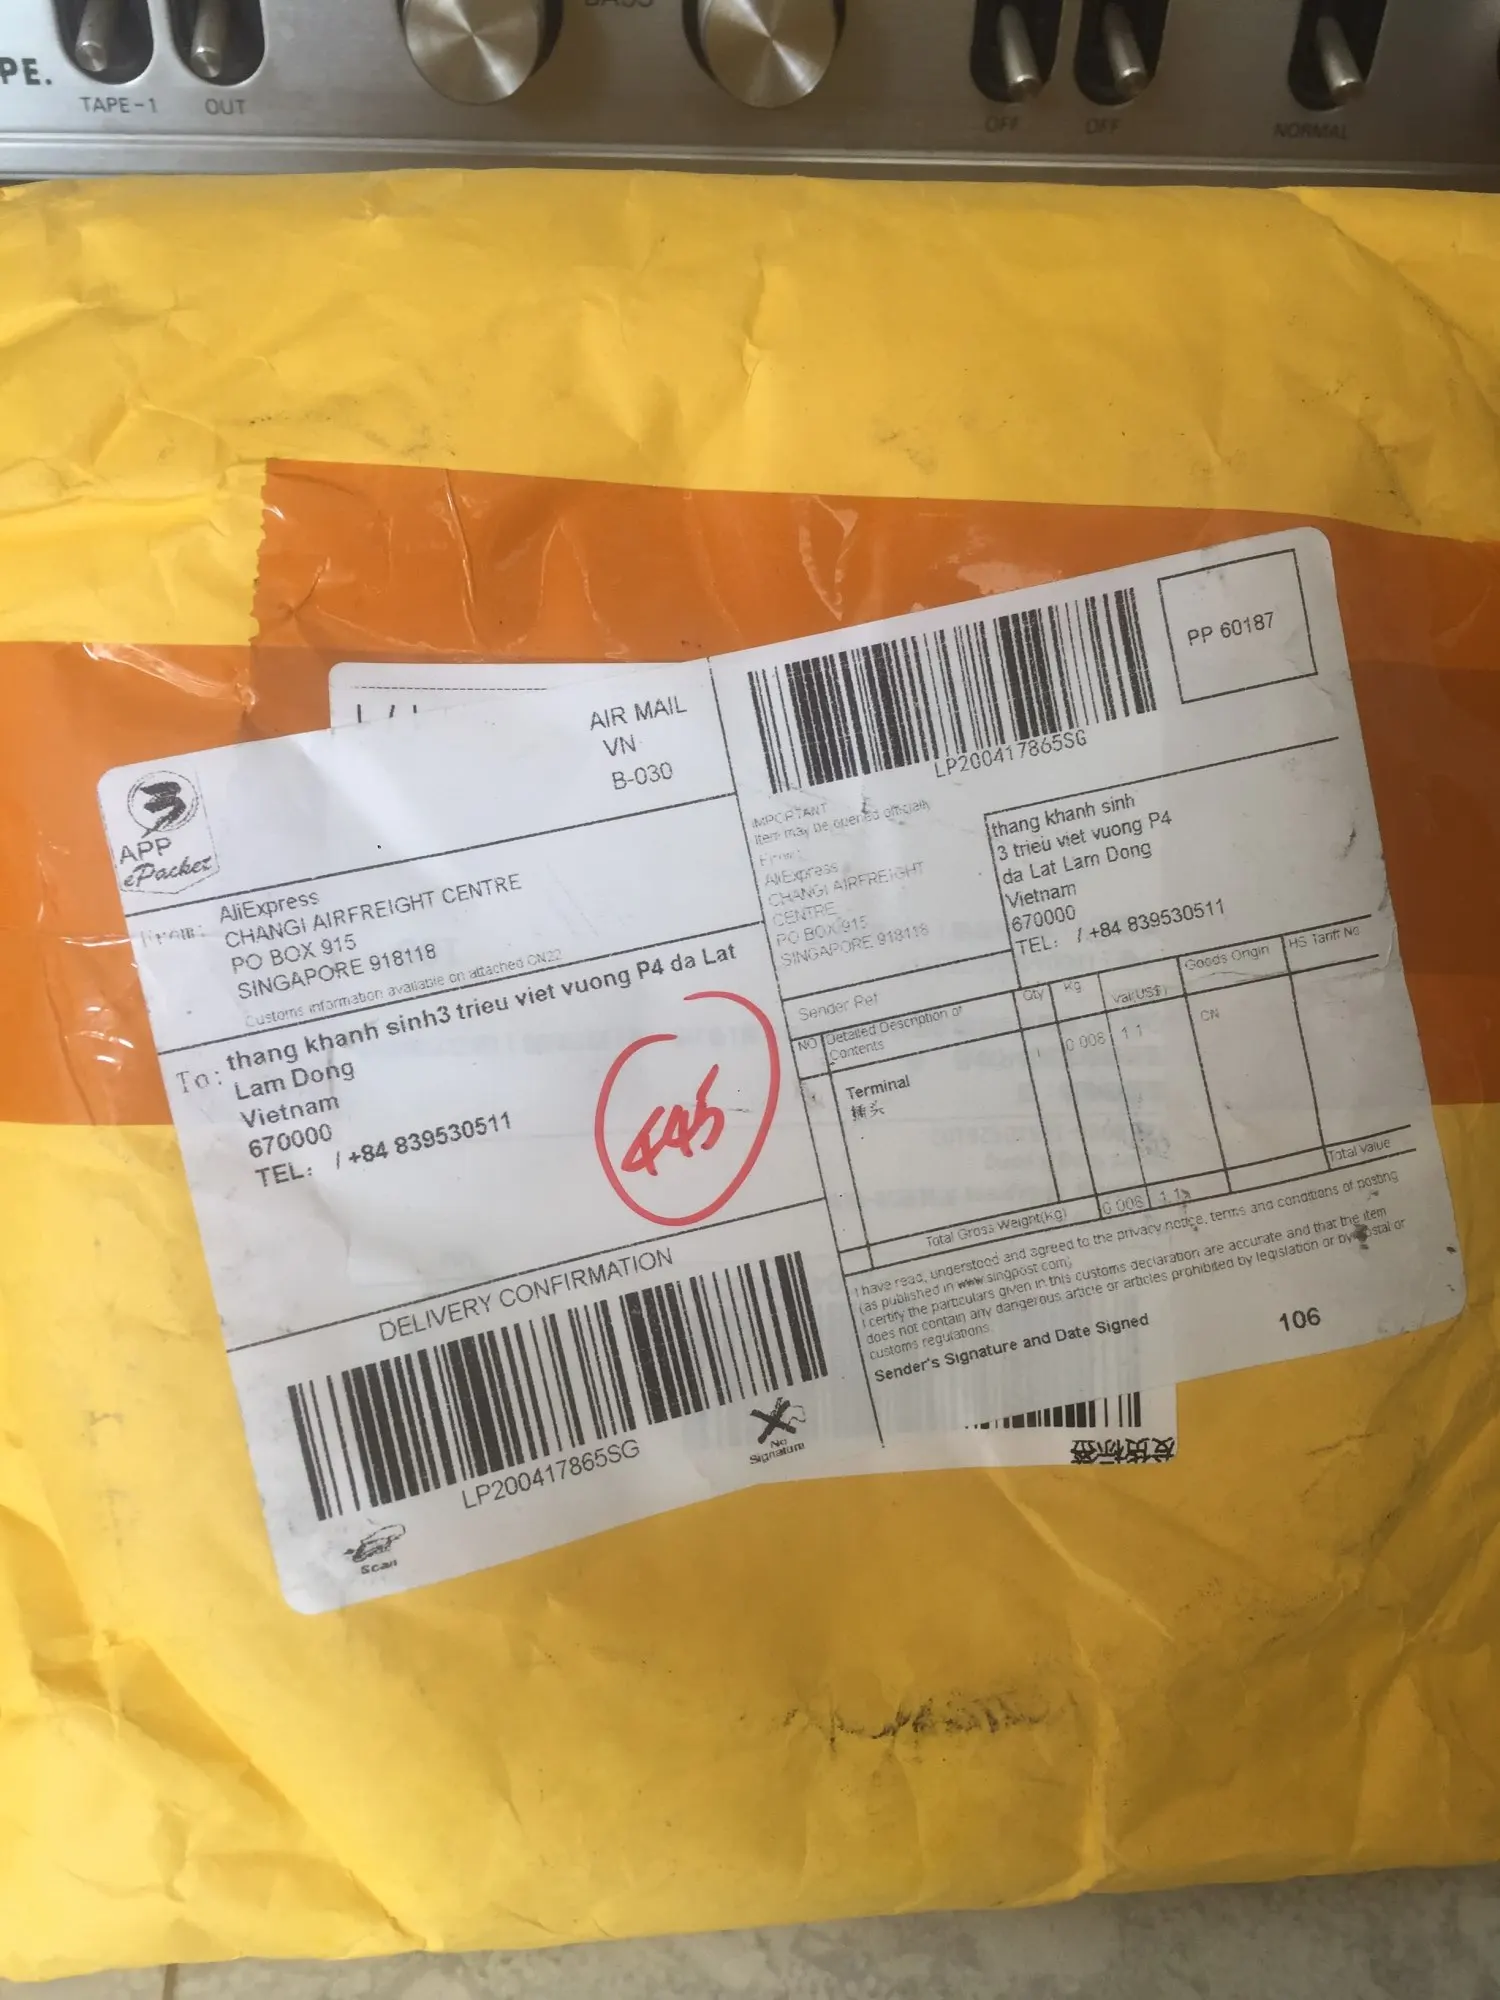 PE.
TAPE-1
OUT
BASS
OFF
OFF
NORMAL
APP
ePacket
AIR MAIL
VN
B-030
From:
AliExpress
CHANGI AIRFREIGHT CENTRE
PO BOX 915
SINGAPORE 918118
Customs information available on attached CN22
To:
thang khanh sinh3 trieu viet vuong P4 da Lat
Lam Dong
Vietnam
670000
TEL: / +84 839530511
445
DELIVERY CONFIRMATION
LP200417865SG
Scan
No
Signature
LP200417865SG
PP 60187
IMPORTANT
Item may be opened officially
From:
AliExpress
CHANGI AIRFREIGHT
CENTRE
PO BOX 915
SINGAPORE 918118
thang khanh sinh
3 trieu viet vuong P4
da Lat Lam Dong
Vietnam
670000
TEL: / +84 839530511
Sender Ref
NO Detailed Description of Contents Qty Kg Val(US$) Goods Origin HS Tariff No
Terminal 1 0.008 1.1 CN
插头
Total Gross Weight(Kg) 0.008 1.1 Total Value
I have read, understood and agreed to the privacy notice, terms and conditions of posting
(as published in www.singpost.com)
I certify the particulars given in this customs declaration are accurate and that the item
does not contain any dangerous article or articles prohibited by legislation or by postal or
customs regulations.
Sender's Signature and Date Signed
106
发货标签